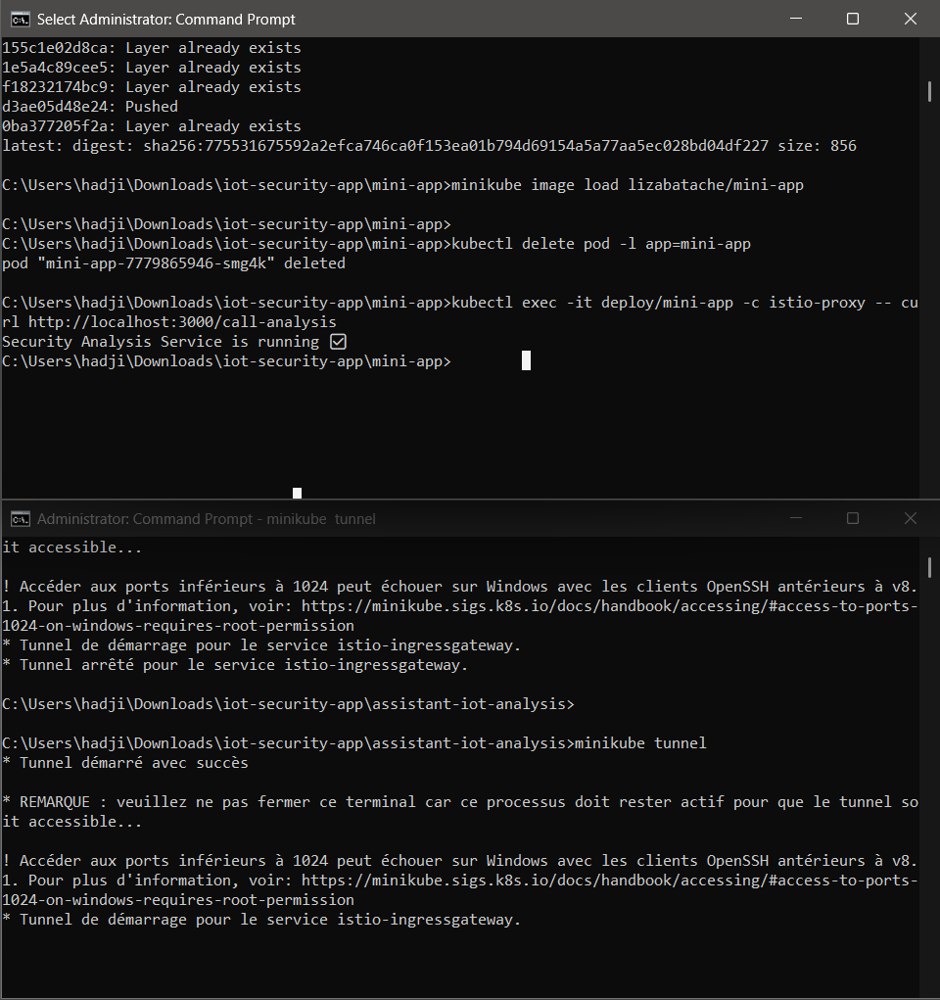 Select Administrator: Command Prompt
155c1e02d8ca: Layer already exists
1e5a4c89cee5: Layer already exists
f18232174bc9: Layer already exists
d3ae05d48e24: Pushed
0ba377205f2a: Layer already exists
latest: digest: sha256:775531675592a2efca746ca0f153ea01b794d69154a5a77aa5ec028bd04df227 size: 856
C:\Users\hadji\Downloads\iot-security-app\mini-app>minikube image load lizabatache/mini-app
C:\Users\hadji\Downloads\iot-security-app\mini-app>
C:\Users\hadji\Downloads\iot-security-app\mini-app>kubectl delete pod -l app=mini-app
pod "mini-app-7779865946-smg4k" deleted
C:\Users\hadji\Downloads\iot-security-app\mini-app>kubectl exec -it deploy/mini-app -c istio-proxy -- cu
rl http://localhost:3000/call-analysis
Security Analysis Service is running ☑
C:\Users\hadji\Downloads\iot-security-app\mini-app>
Administrator: Command Prompt - minikube  tunnel
it accessible...
! Accéder aux ports inférieurs à 1024 peut échouer sur Windows avec les clients OpenSSH antérieurs à v8.
1. Pour plus d'information, voir: https://minikube.sigs.k8s.io/docs/handbook/accessing/#access-to-ports-
1024-on-windows-requires-root-permission
* Tunnel de démarrage pour le service istio-ingressgateway.
* Tunnel arrêté pour le service istio-ingressgateway.
C:\Users\hadji\Downloads\iot-security-app\assistant-iot-analysis>
C:\Users\hadji\Downloads\iot-security-app\assistant-iot-analysis>minikube tunnel
* Tunnel démarré avec succès
* REMARQUE : veuillez ne pas fermer ce terminal car ce processus doit rester actif pour que le tunnel so
it accessible...
! Accéder aux ports inférieurs à 1024 peut échouer sur Windows avec les clients OpenSSH antérieurs à v8.
1. Pour plus d'information, voir: https://minikube.sigs.k8s.io/docs/handbook/accessing/#access-to-ports-
1024-on-windows-requires-root-permission
* Tunnel de démarrage pour le service istio-ingressgateway.